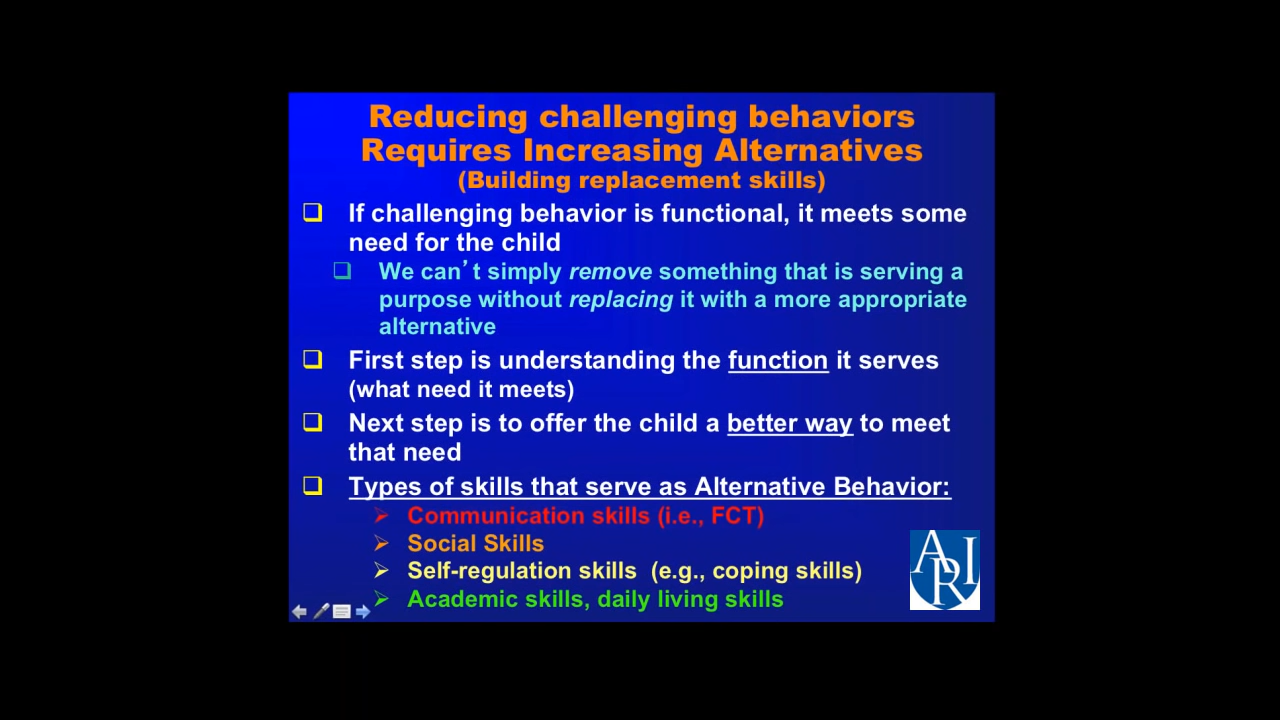 Reducing challenging behaviors
Requires Increasing Alternatives
(Building replacement skills)
If challenging behavior is functional, it meets some
need for the child
We can’t simply remove something that is serving a
purpose without replacing it with a more appropriate
alternative
First step is understanding the function it serves
(what need it meets)
Next step is to offer the child a better way to meet
that need
Types of skills that serve as Alternative Behavior:
Communication skills (i.e., FCT)
Social Skills
Self-regulation skills (e.g., coping skills)
Academic skills, daily living skills
ARI